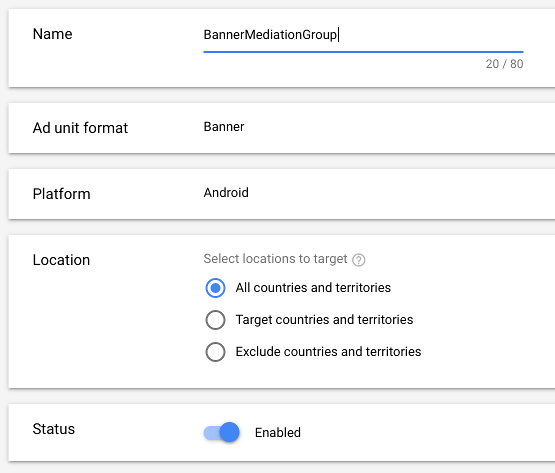 Name
BannerMediationGroup
20 / 80
Ad unit format
Banner
Platform
Android
Location
Select locations to target ?
All countries and territories
Target countries and territories
Exclude countries and territories
Status
Enabled